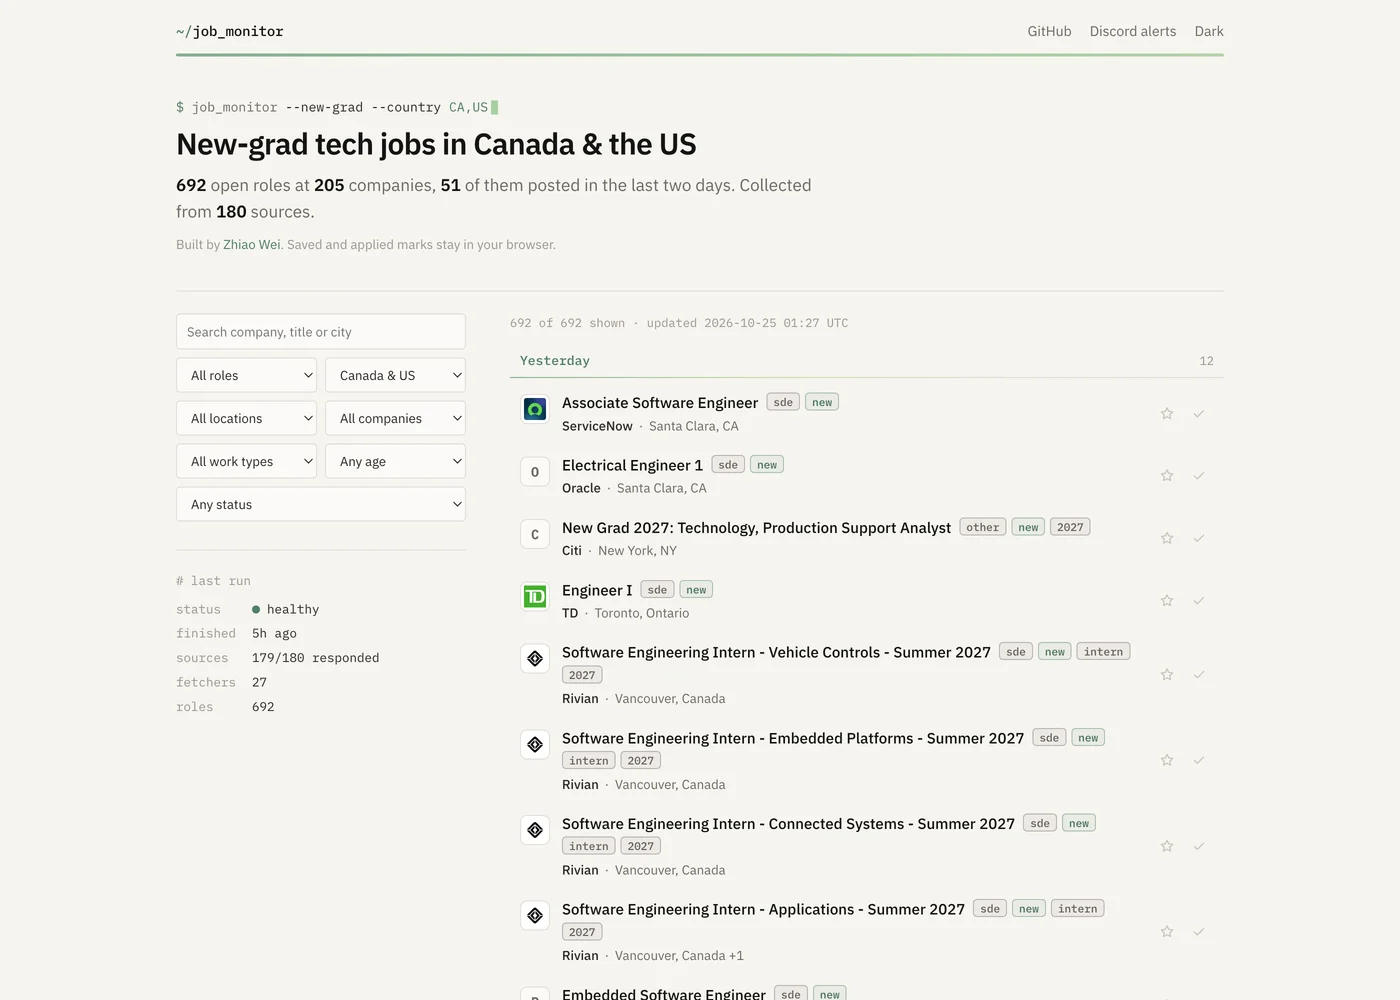 ~/job_monitor
GitHub Discord alerts Dark
$ job_monitor --new-grad --country CA,US
New-grad tech jobs in Canada & the US
692 open roles at 205 companies, 51 of them posted in the last two days. Collected
from 180 sources.
Built by Zhiao Wei. Saved and applied marks stay in your browser.
Search company, title or city
All roles
Canada & US
All locations
All companies
All work types
Any age
Any status
# last run
status healthy
finished 5h ago
sources 179/180 responded
fetchers 27
roles 692
692 of 692 shown · updated 2026-10-25 01:27 UTC
Yesterday 12
Associate Software Engineer sde new
ServiceNow · Santa Clara, CA
O
Electrical Engineer 1 sde new
Oracle · Santa Clara, CA
C
New Grad 2027: Technology, Production Support Analyst other new 2027
Citi · New York, NY
TD
Engineer I sde new
TD · Toronto, Ontario
Software Engineering Intern - Vehicle Controls - Summer 2027 sde new intern
2027
Rivian · Vancouver, Canada
Software Engineering Intern - Embedded Platforms - Summer 2027 sde new
intern 2027
Rivian · Vancouver, Canada
Software Engineering Intern - Connected Systems - Summer 2027 sde new
intern 2027
Rivian · Vancouver, Canada
Software Engineering Intern - Applications - Summer 2027 sde new intern
2027
Rivian · Vancouver, Canada +1
Embedded Software Engineer sde new